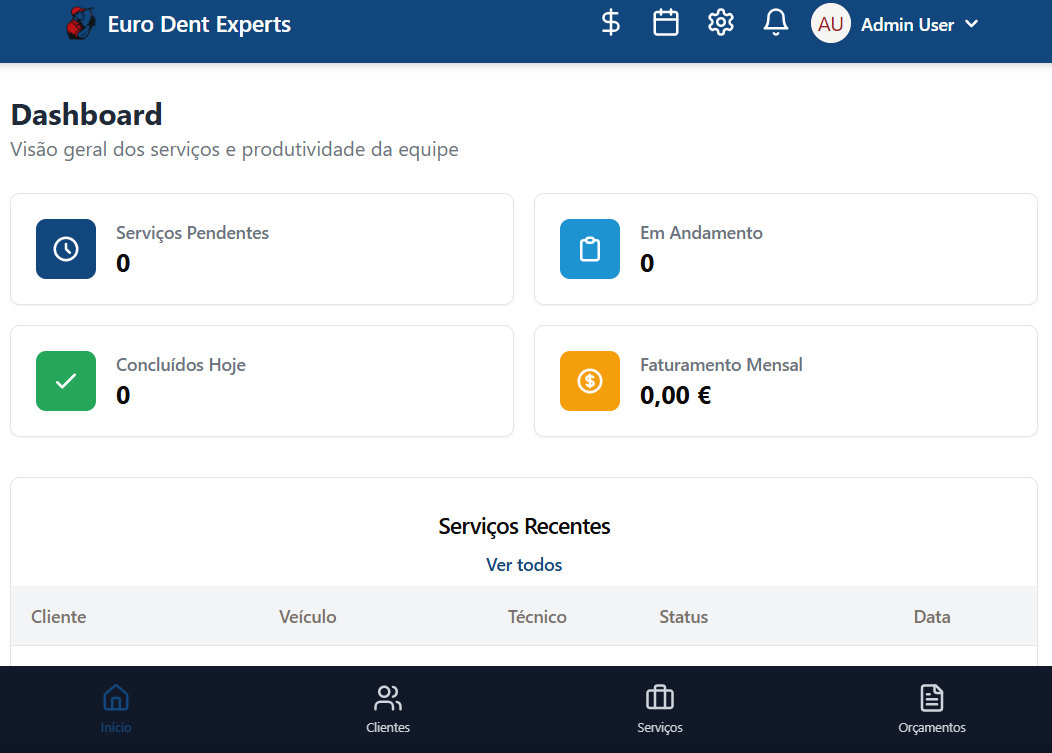 Euro Dent Experts
AU
Admin User
Dashboard
Visão geral dos serviços e produtividade da equipe
Serviços Pendentes
0
Em Andamento
0
Concluídos Hoje
0
Faturamento Mensal
0,00 €
Serviços Recentes
Ver todos
Cliente Veículo Técnico Status Data
Início Clientes Serviços Orçamentos